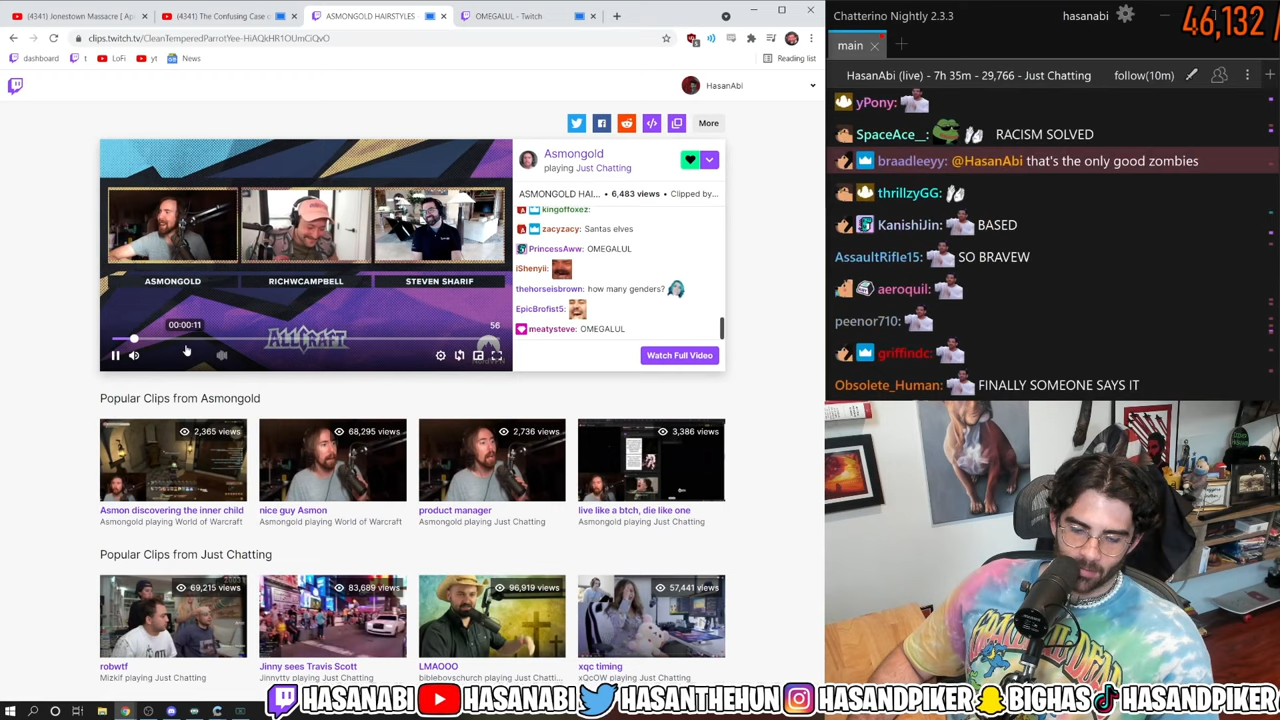 (4341) Jonestown Massacre [ Ap
(4341) The Confusing Case o
ASMONGOLD HAIRSTYLES
OMEGALUL - Twitch
clips.twitch.tv/CleanTemperedParrotYee-HiAQkHR1OUmCiQvO
dashboard
t
LoFi
yt
News
Reading list
HasanAbi
More
ASMONGOLD
RICHWCAMPBELL
STEVEN SHARIF
00:00:11
56
ALLCRAFT
Asmongold
playing Just Chatting
ASMONGOLD HAI... • 6,483 views • Clipped by...
kingoffoxez:
zacyzacy: Santas elves
PrincessAww: OMEGALUL
iShenyii:
thehorseisbrown: how many genders?
EpicBrofist5:
meatysteve: OMEGALUL
Watch Full Video
Popular Clips from Asmongold
2,365 views
68,295 views
2,736 views
3,386 views
Asmon discovering the inner child
nice guy Asmon
product manager
live like a btch, die like one
Asmongold playing World of Warcraft
Asmongold playing World of Warcraft
Asmongold playing Just Chatting
Asmongold playing Just Chatting
Popular Clips from Just Chatting
69,215 views
83,689 views
96,919 views
57,441 views
robwtf
Jinny sees Travis Scott
LMAOOO
xqc timing
Mizkif playing Just Chatting
Jinnytty playing Just Chatting
bibleboyschurch playing Just Chatti...
xQcOW playing Just Chatting
Chatterino Nightly 2.3.3
hasanabi
46,132 /
main
HasanAbi (live) - 7h 35m - 29,766 - Just Chatting
follow(10m)
yPony:
SpaceAce_: RACISM SOLVED
braadleeyy: @HasanAbi that's the only good zombies
thrillzyGG:
KanishiJin: BASED
AssaultRifle15: SO BRAVEW
aeroquil:
peenor710:
griffindc:
Obsolete_Human: FINALLY SOMEONE SAYS IT
HASANABI
HASANABI
HASANTHEHUN
HASANDPIKER
BIGHAS
HASANDPIKER